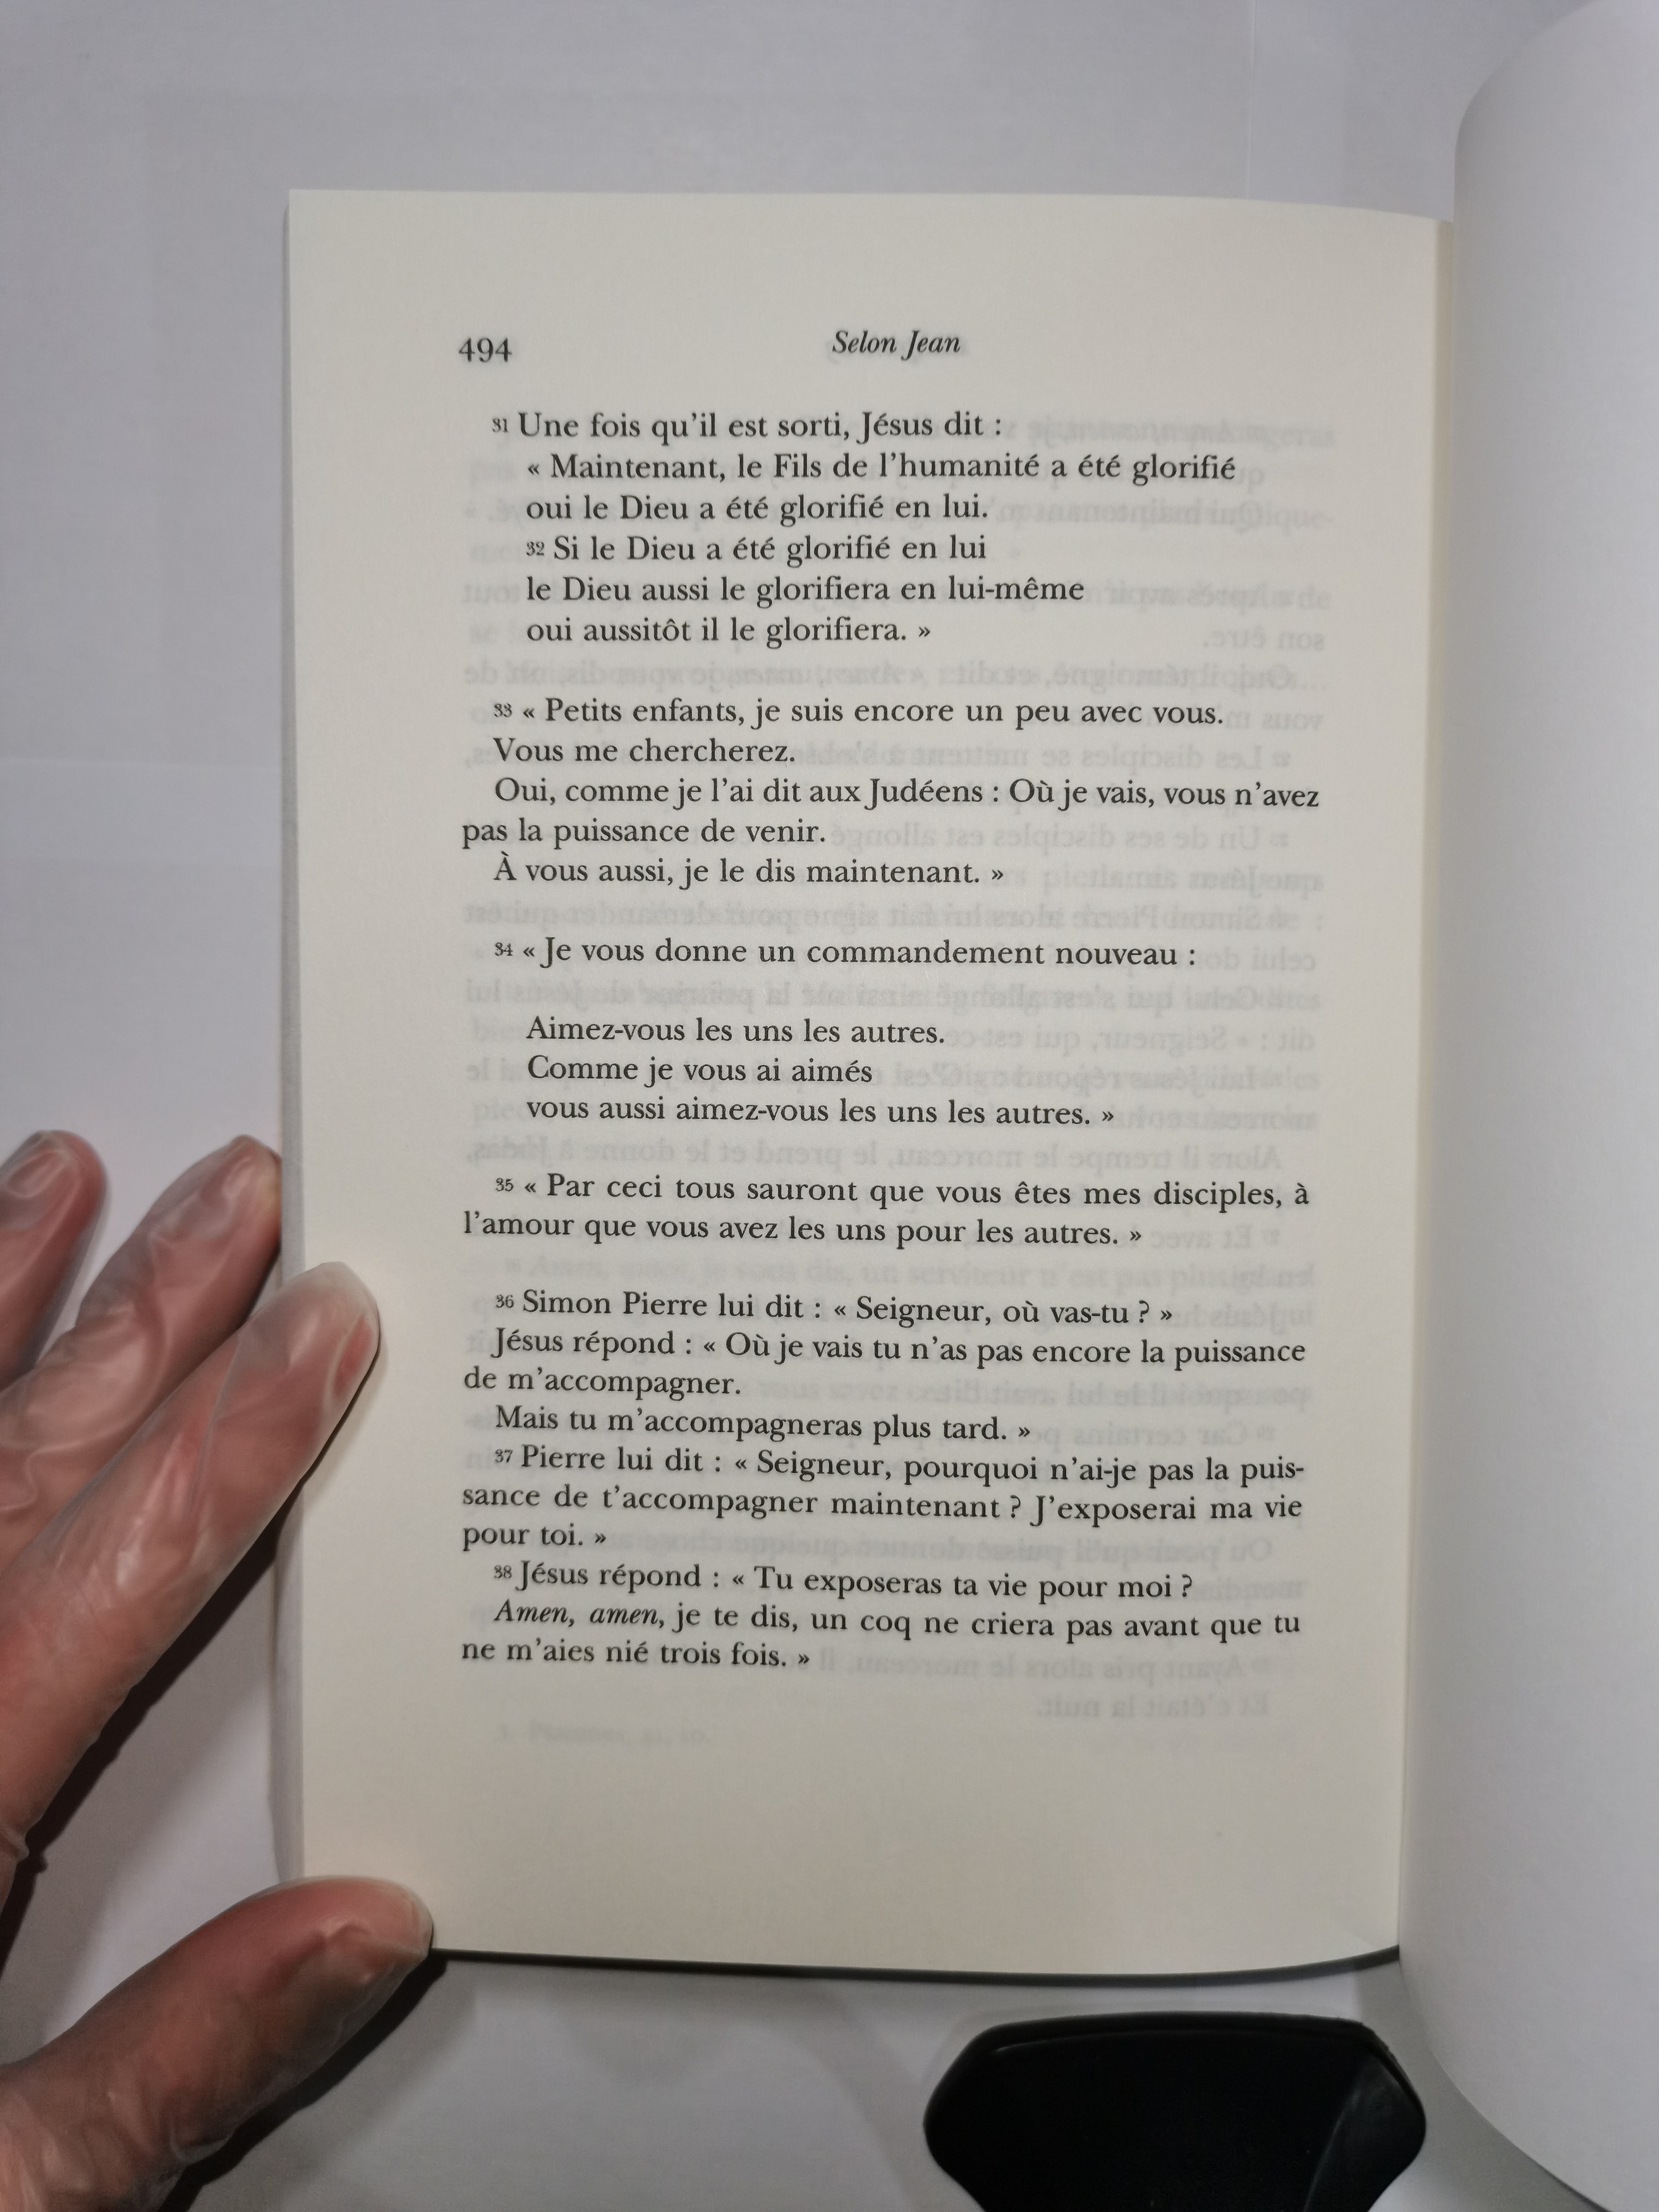 494
Selon Jean
31 Une fois qu'il est sorti, Jésus dit :
« Maintenant, le Fils de l'humanité a été glorifié
oui le Dieu a été glorifié en lui.
32 Si le Dieu a été glorifié en lui
le Dieu aussi le glorifiera en lui-même
oui aussitôt il le glorifiera. »
33 « Petits enfants, je suis encore un peu avec vous.
Vous me chercherez.
Oui, comme je l'ai dit aux Judéens : Où je vais, vous n'avez
pas la puissance de venir.
À vous aussi, je le dis maintenant. »
34 « Je vous donne un commandement nouveau :
Aimez-vous les uns les autres.
Comme je vous ai aimés
vous aussi aimez-vous les uns les autres. »
35 « Par ceci tous sauront que vous êtes mes disciples, à
l'amour que vous avez les uns pour les autres. »
36 Simon Pierre lui dit : « Seigneur, où vas-tu ? »
Jésus répond : « Où je vais tu n'as pas encore la puissance
de m'accompagner.
Mais tu m'accompagneras plus tard. »
37 Pierre lui dit : « Seigneur, pourquoi n'ai-je pas la puis-
sance de t'accompagner maintenant ? J'exposerai ma vie
pour toi. »
38 Jésus répond : « Tu exposeras ta vie pour moi ?
Amen, amen, je te dis, un coq ne criera pas avant que tu
ne m'aies nié trois fois. »